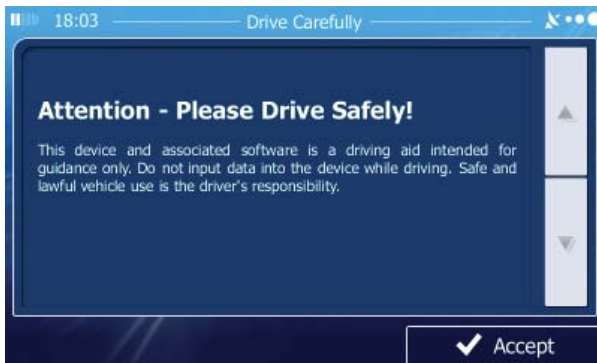 18:03 Drive Carefully
Attention - Please Drive Safely!
This device and associated software is a driving aid intended for
guidance only. Do not input data into the device while driving. Safe and
lawful vehicle use is the driver's responsibility.
Accept